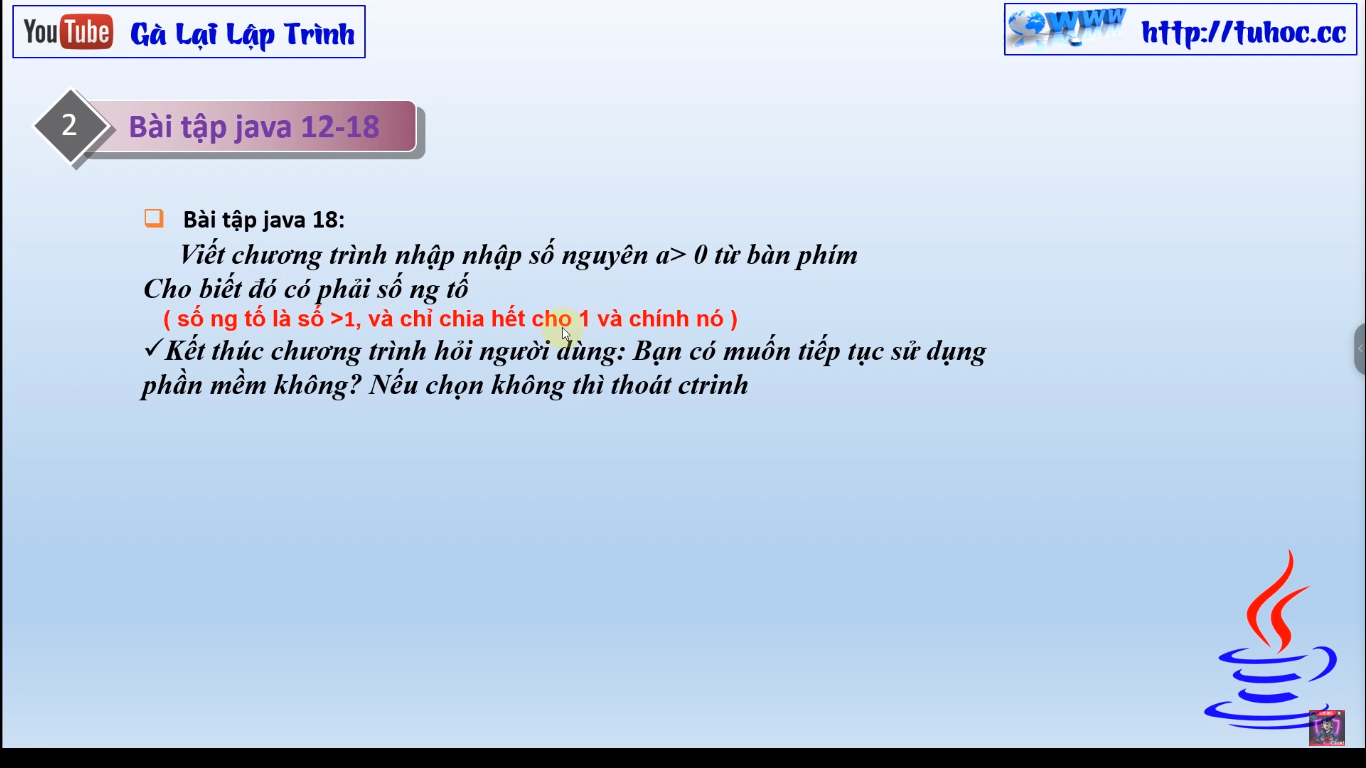 YouTube Gà Lại Lập Trình
www http://tuhoc.cc
2 Bài tập java 12-18
Bài tập java 18:
Viết chương trình nhập nhập số nguyên a> 0 từ bàn phím
Cho biết đó có phải số ng tố
( số ng tố là số >1, và chỉ chia hết cho 1 và chính nó )
✓Kết thúc chương trình hỏi người dùng: Bạn có muốn tiếp tục sử dụng
phần mềm không? Nếu chọn không thì thoát ctrinh